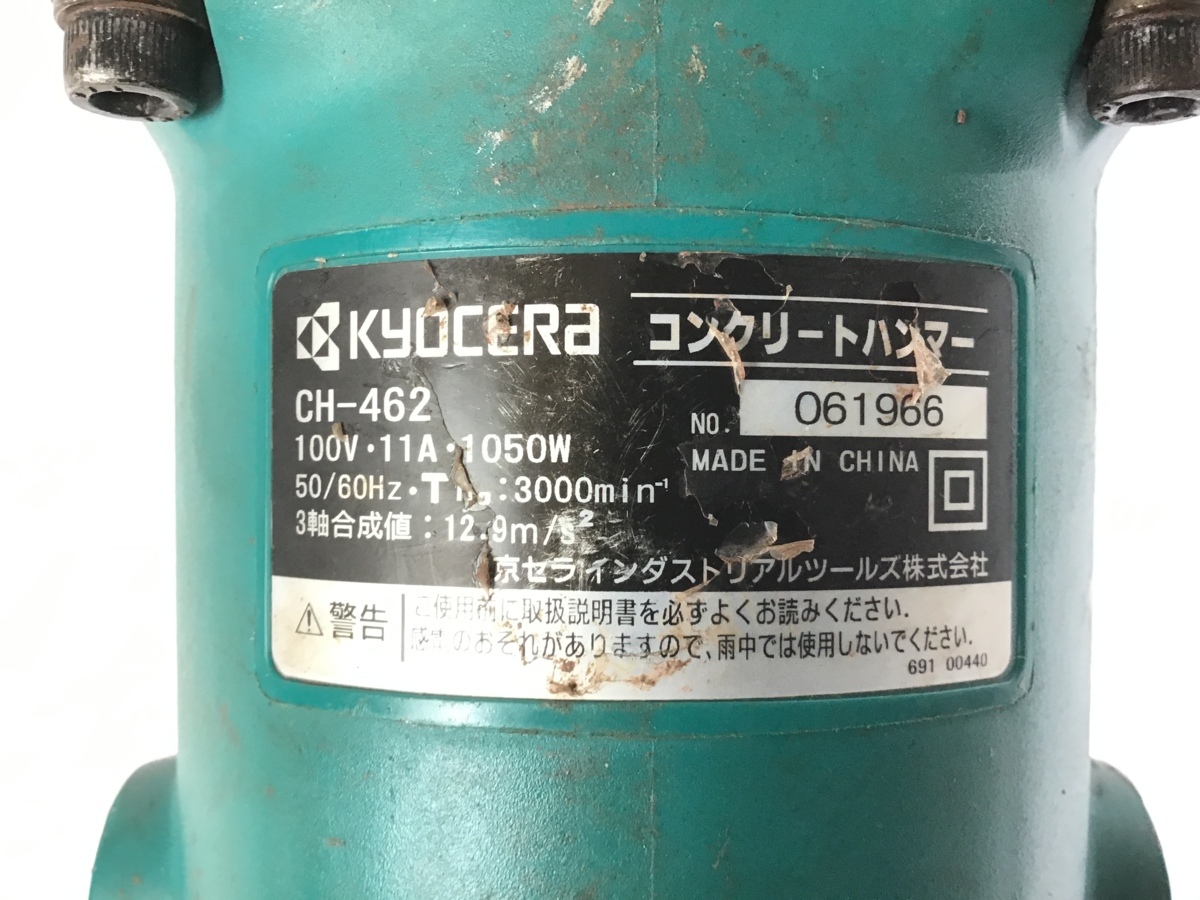 KYOCERA
コンクリートハンマー
CH-462
NO. 061966
100V・11A・1050W
MADE IN CHINA
50/60Hz・ :3000min⁻¹
3軸合成値:12.9m/s²
京セラインダストリアルツールズ株式会社
⚠警告
ご使用前に取扱説明書を必ずよくお読みください.
感電のおそれがありますので、雨中では使用しないでください.
691 00440